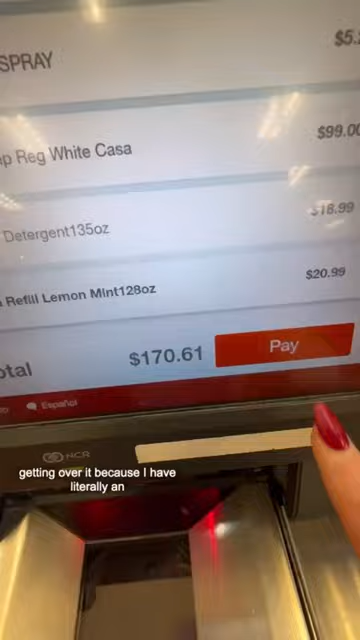 SPRAY
$5.2
p Reg White Casa
$99.00
Detergent135oz
$18.99
Refill Lemon Mint128oz
$20.99
otal
$170.61
Pay
Español
NCR
getting over it because I have
literally an